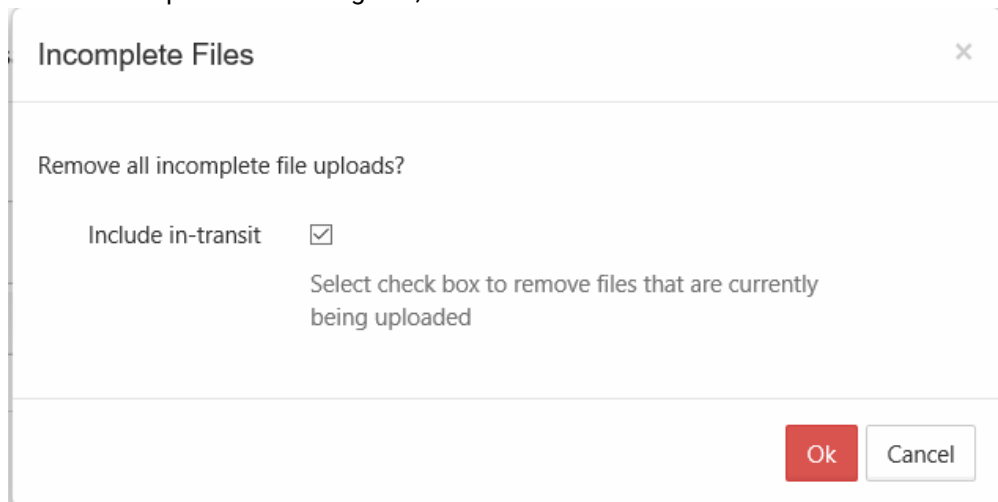 Incomplete Files
×
Remove all incomplete file uploads?
Include in-transit
Select check box to remove files that are currently
being uploaded
Ok Cancel